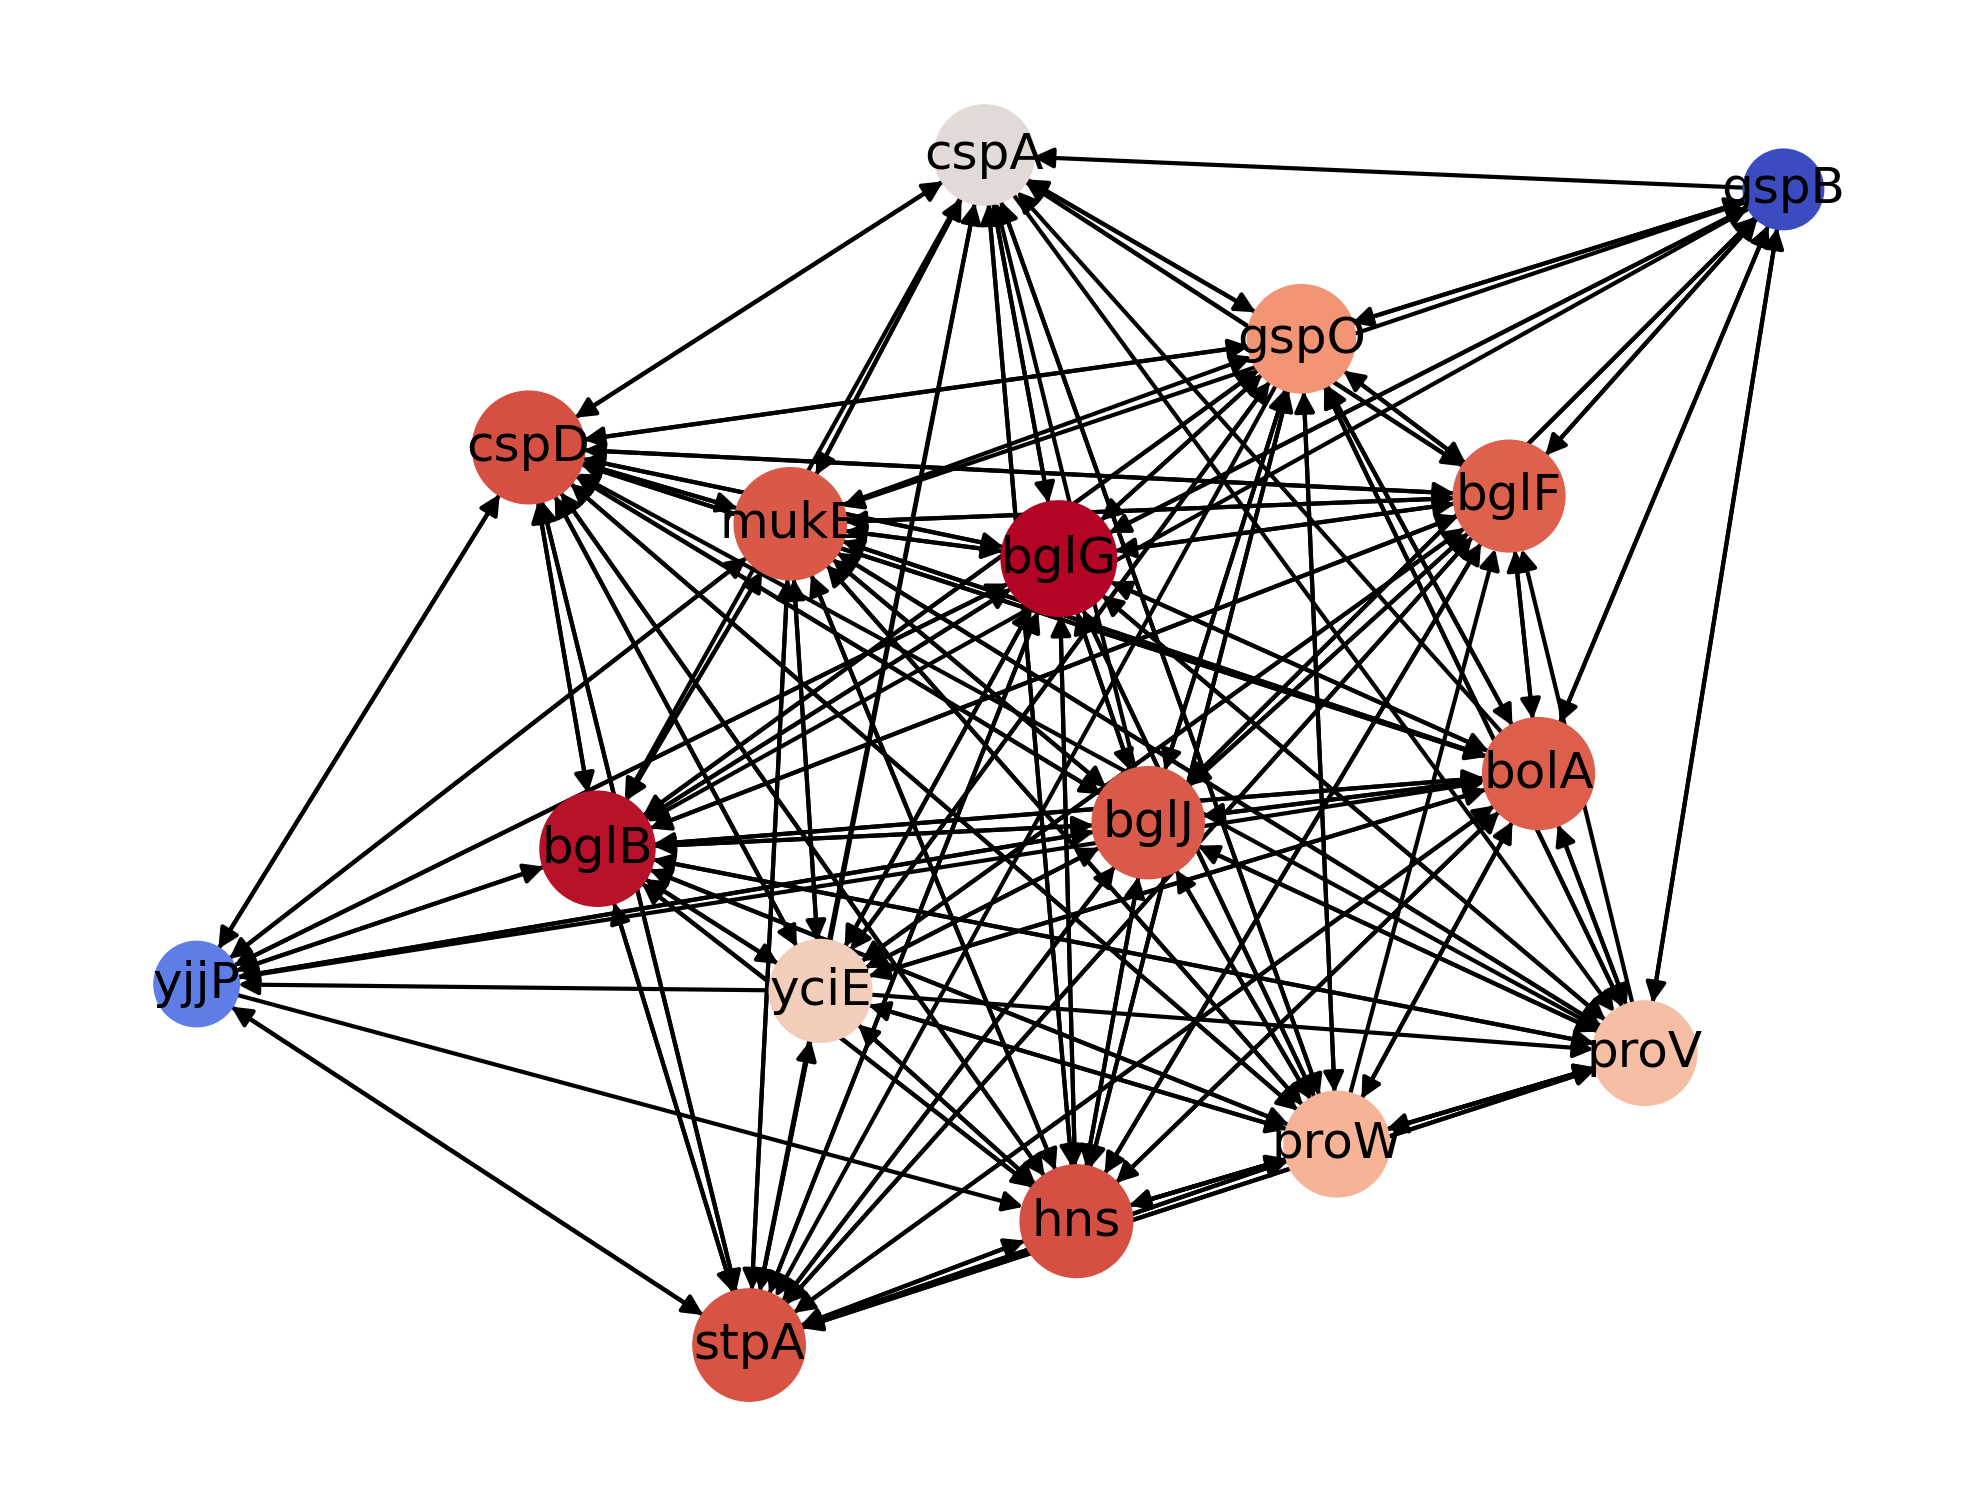 cspA
gspB
gspO
cspD
bglF
mukE
bglG
bolA
bglJ
bglB
yjjP
yciE
proV
proW
hns
stpA